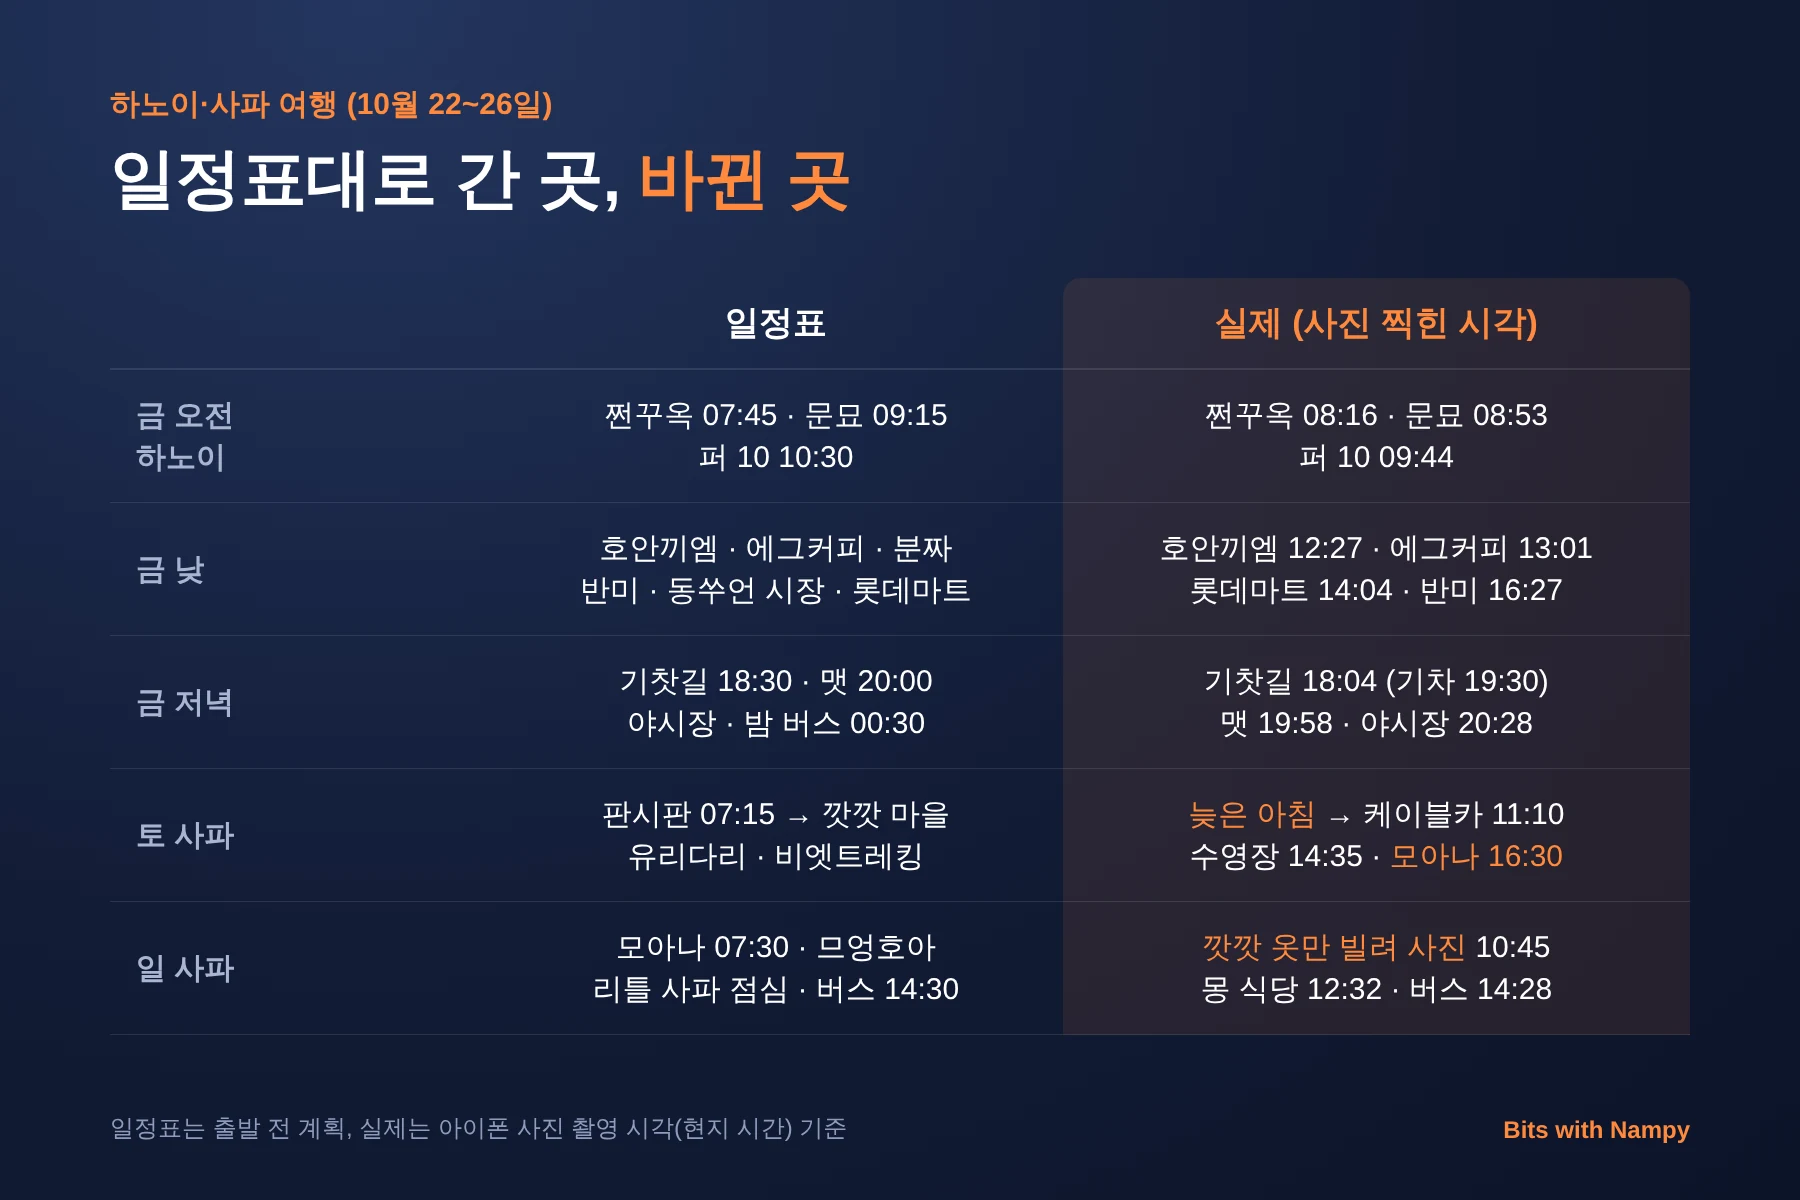 하노이·사파 여행 (10월 22~26일)
일정표대로 간 곳, 바뀐 곳
일정표
실제 (사진 찍힌 시각)
금 오전
하노이
쩐꾸옥 07:45 · 문묘 09:15
퍼 10 10:30
쩐꾸옥 08:16 · 문묘 08:53
퍼 10 09:44
금 낮
호안끼엠 · 에그커피 · 분짜
반미 · 동쑤언 시장 · 롯데마트
호안끼엠 12:27 · 에그커피 13:01
롯데마트 14:04 · 반미 16:27
금 저녁
기찻길 18:30 · 맷 20:00
야시장 · 밤 버스 00:30
기찻길 18:04 (기차 19:30)
맷 19:58 · 야시장 20:28
토 사파
판시판 07:15 → 깟깟 마을
유리다리 · 비엣트레킹
늦은 아침 → 케이블카 11:10
수영장 14:35 · 모아나 16:30
일 사파
모아나 07:30 · 므엉호아
리틀 사파 점심 · 버스 14:30
깟깟 옷만 빌려 사진 10:45
몽 식당 12:32 · 버스 14:28
일정표는 출발 전 계획, 실제는 아이폰 사진 촬영 시각(현지 시간) 기준
Bits with Nampy